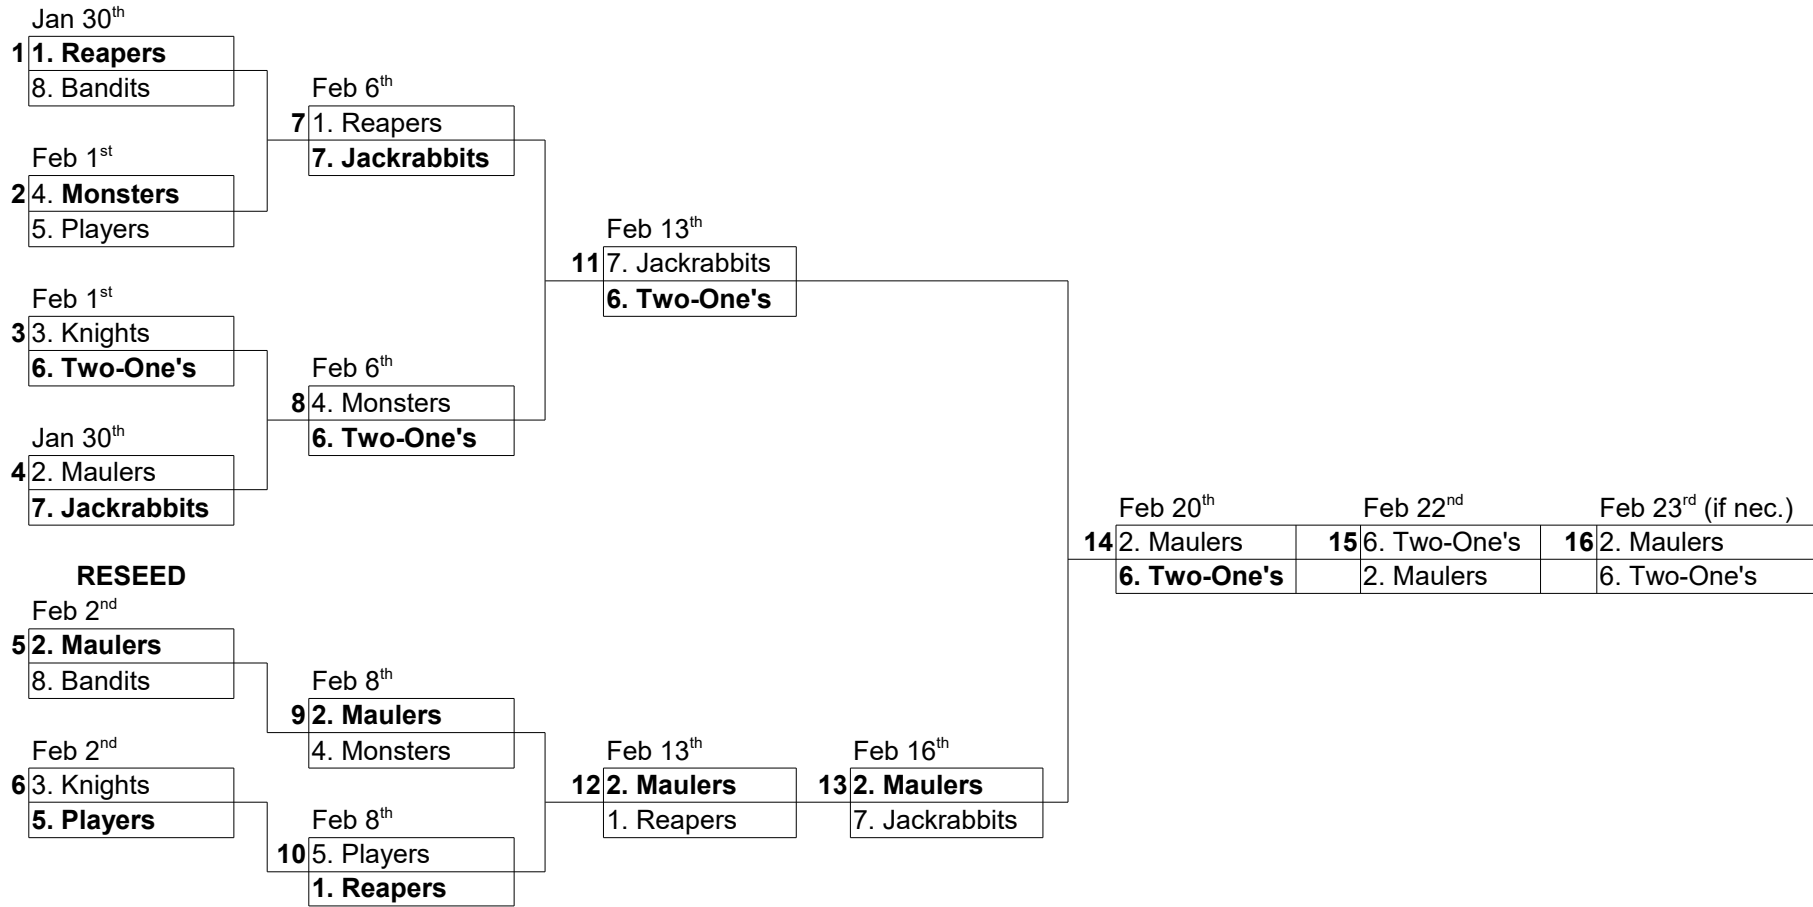 Jan 30th
1 1. Reapers
8. Bandits
Feb 1st
2 4. Monsters
5. Players
Feb 1st
3 3. Knights
6. Two-One's
Jan 30th
4 2. Maulers
7. Jackrabbits
RESEED
Feb 2nd
5 2. Maulers
8. Bandits
Feb 2nd
6 3. Knights
5. Players
Feb 6th
7 1. Reapers
7. Jackrabbits
Feb 6th
8 4. Monsters
6. Two-One's
Feb 8th
9 2. Maulers
4. Monsters
Feb 8th
10 5. Players
1. Reapers
Feb 13th
11 7. Jackrabbits
6. Two-One's
Feb 13th
12 2. Maulers
1. Reapers
Feb 16th
13 2. Maulers
7. Jackrabbits
Feb 20th
14 2. Maulers
6. Two-One's
Feb 22nd
15 6. Two-One's
2. Maulers
Feb 23rd (if nec.)
16 2. Maulers
6. Two-One's